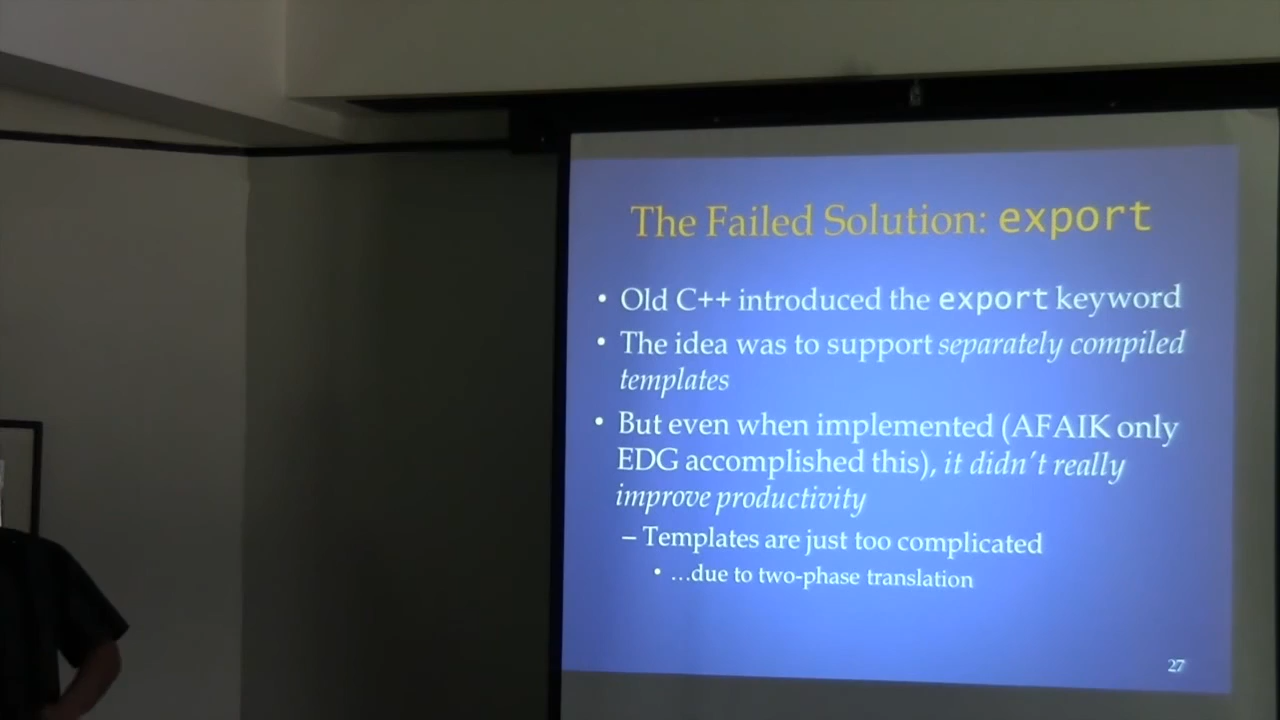 The Failed Solution: export
• Old C++ introduced the export keyword
• The idea was to support separately compiled
templates
• But even when implemented (AFAIK only
EDG accomplished this), it didn't really
improve productivity
– Templates are just too complicated
• …due to two-phase translation
27